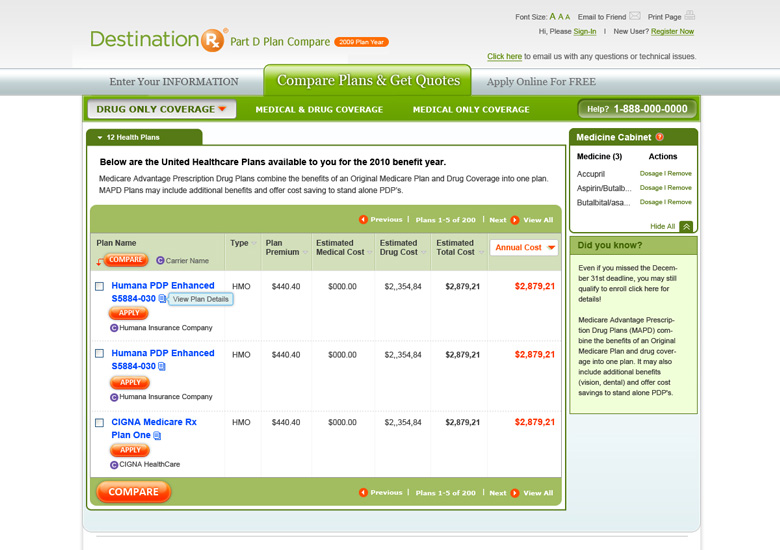 Font Size: A A A Email to Friend Print Page
Hi, Please Sign-In | New User? Register Now
DestinationRx Part D Plan Compare 2009 Plan Year
Click here to email us with any questions or technical issues.
Enter Your INFORMATION Compare Plans & Get Quotes Apply Online For FREE
DRUG ONLY COVERAGE MEDICAL & DRUG COVERAGE MEDICAL ONLY COVERAGE Help? 1-888-000-0000
12 Health Plans
Below are the United Healthcare Plans available to you for the 2010 benefit year.
Medicare Advantage Prescription Drug Plans combine the benefits of an Original Medicare Plan and Drug Coverage into one plan.
MAPD Plans may include additional benefits and offer cost saving to stand alone PDP's.
Previous | Plans 1-5 of 200 | Next View All
Plan Name Type Plan Premium Estimated Medical Cost Estimated Drug Cost Estimated Total Cost Annual Cost
COMPARE C Carrier Name
Humana PDP Enhanced HMO $440.40 $000.00 $2,,354,84 $2,879,21 $2,879,21
S5884-030 View Plan Details
APPLY
C Humana Insurance Company
Humana PDP Enhanced HMO $440.40 $000.00 $2,,354,84 $2,879,21 $2,879,21
S5884-030
APPLY
C Humana Insurance Company
CIGNA Medicare Rx HMO $440.40 $000.00 $2,,354,84 $2,879,21 $2,879,21
Plan One
APPLY
C CIGNA HealthCare
COMPARE Previous | Plans 1-5 of 200 | Next View All
Medicine Cabinet ?
Medicine (3) Actions
Accupril Dosage I Remove
Aspirin/Butalb... Dosage I Remove
Butalbital/asa... Dosage I Remove
Hide All
Did you know?
Even if you missed the Decem-
ber 31st deadline, you may still
qualify to enroll click here for
details!
Medicare Advantage Prescrip-
tion Drug Plans (MAPD) com-
bine the benefits of an Original
Medicare Plan and drug cover-
age into one plan. It may also
include additional benefits
(vision, dental) and offer cost
savings to stand alone PDP's.